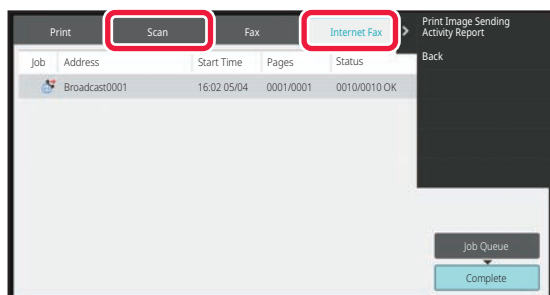 Print Scan Fax Internet Fax
Print Image Sending
Activity Report
Back
Job Address Start Time Pages Status
Broadcast0001 16:02 05/04 0001/0001 0010/0010 OK
Job Queue
Complete